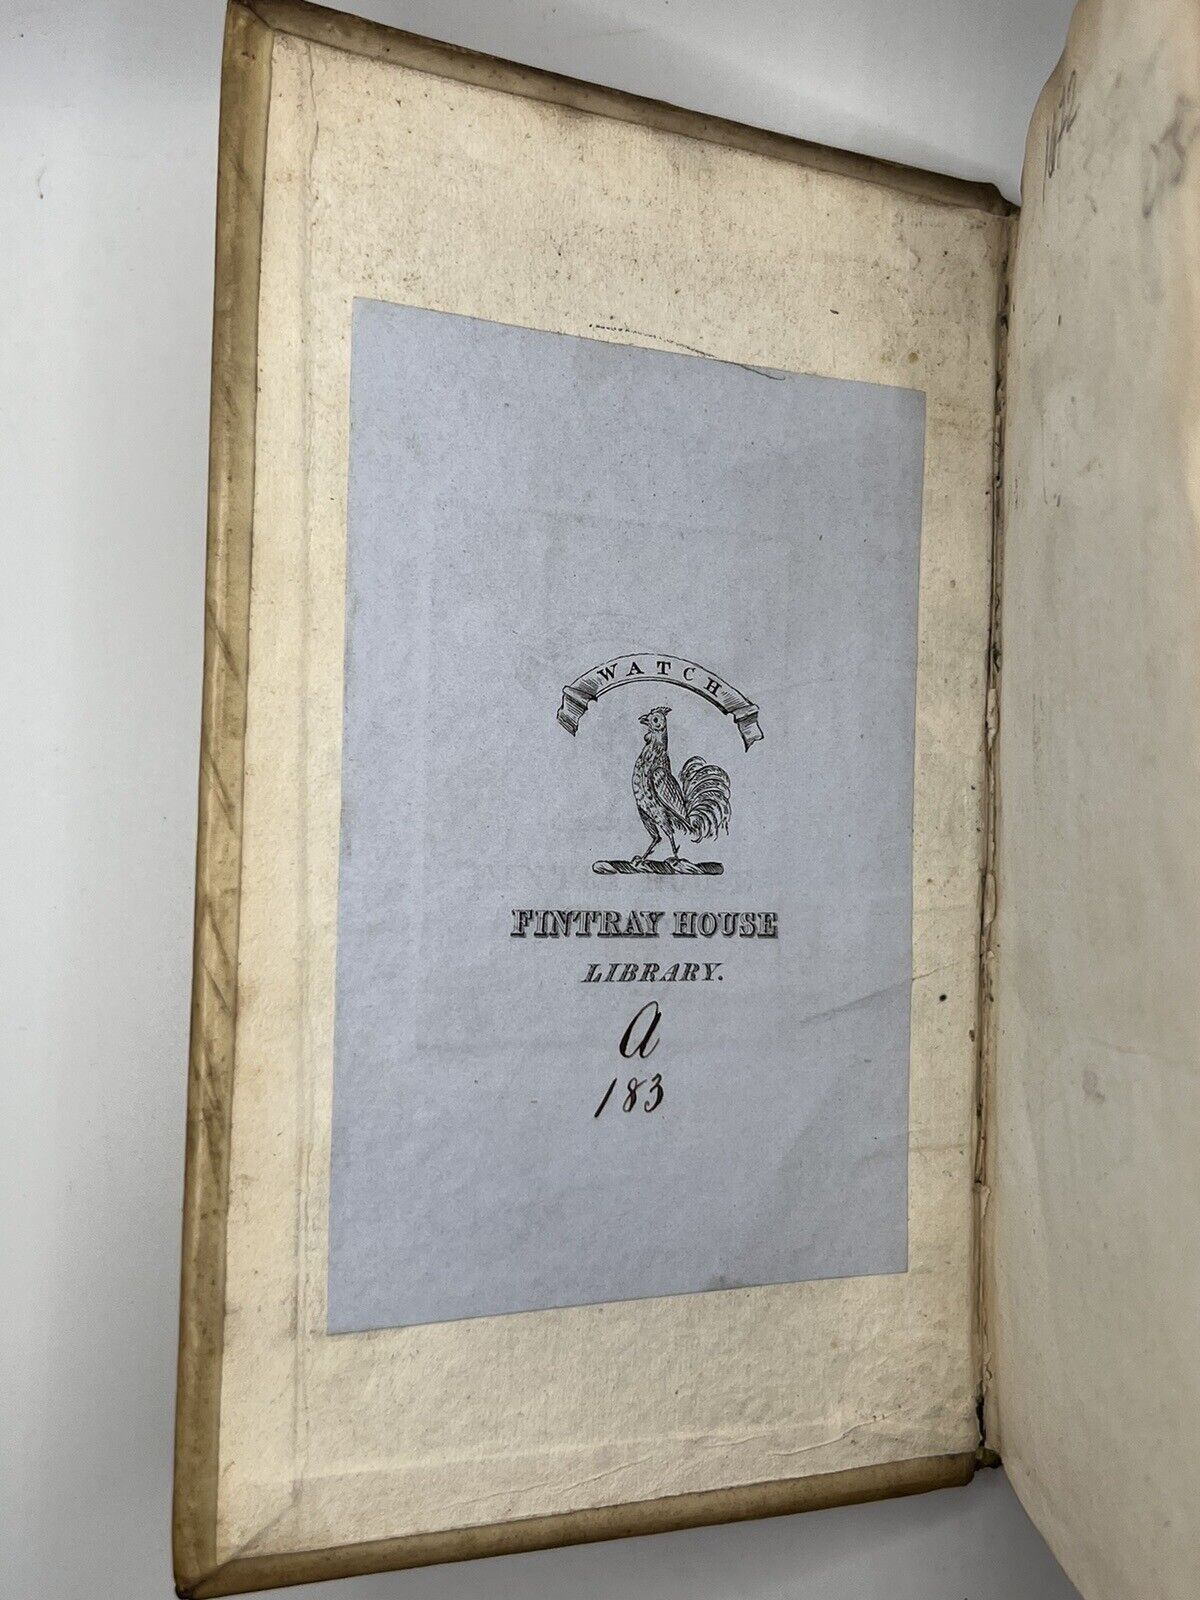 WATCH
FINTRAY HOUSE
LIBRARY.
a
183